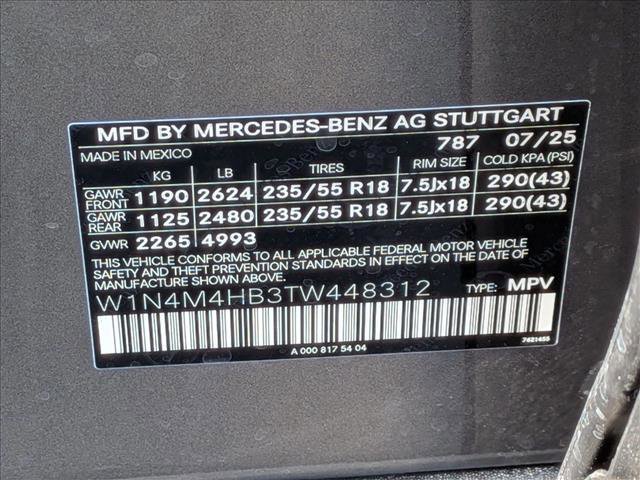 MFD BY MERCEDES-BENZ AG STUTTGART
MADE IN MEXICO 787 07/25
KG LB TIRES RIM SIZE COLD KPA (PSI)
GAWR FRONT 1190 2624 235/55 R18 7.5Jx18 290(43)
GAWR REAR 1125 2480 235/55 R18 7.5Jx18 290(43)
GVWR 2265 4993
THIS VEHICLE CONFORMS TO ALL APPLICABLE FEDERAL MOTOR VEHICLE
SAFETY AND THEFT PREVENTION STANDARDS IN EFFECT ON THE DATE OF
MANUFACTURE SHOWN ABOVE.
W1N4M4HB3TW448312 TYPE: MPV
A 000 817 54 04 7621455